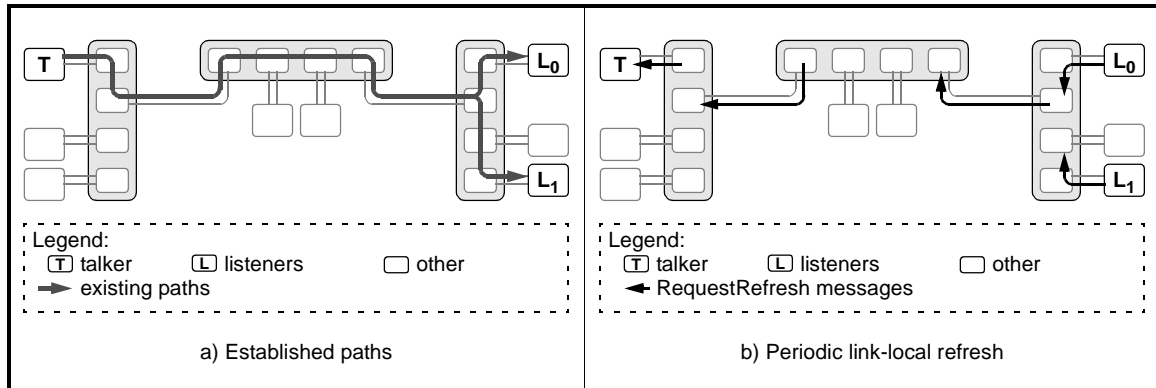 T
L0
L1
Legend:
T talker L listeners other
existing paths
a) Established paths
T
L0
L1
Legend:
T talker L listeners other
RequestRefresh messages
b) Periodic link-local refresh